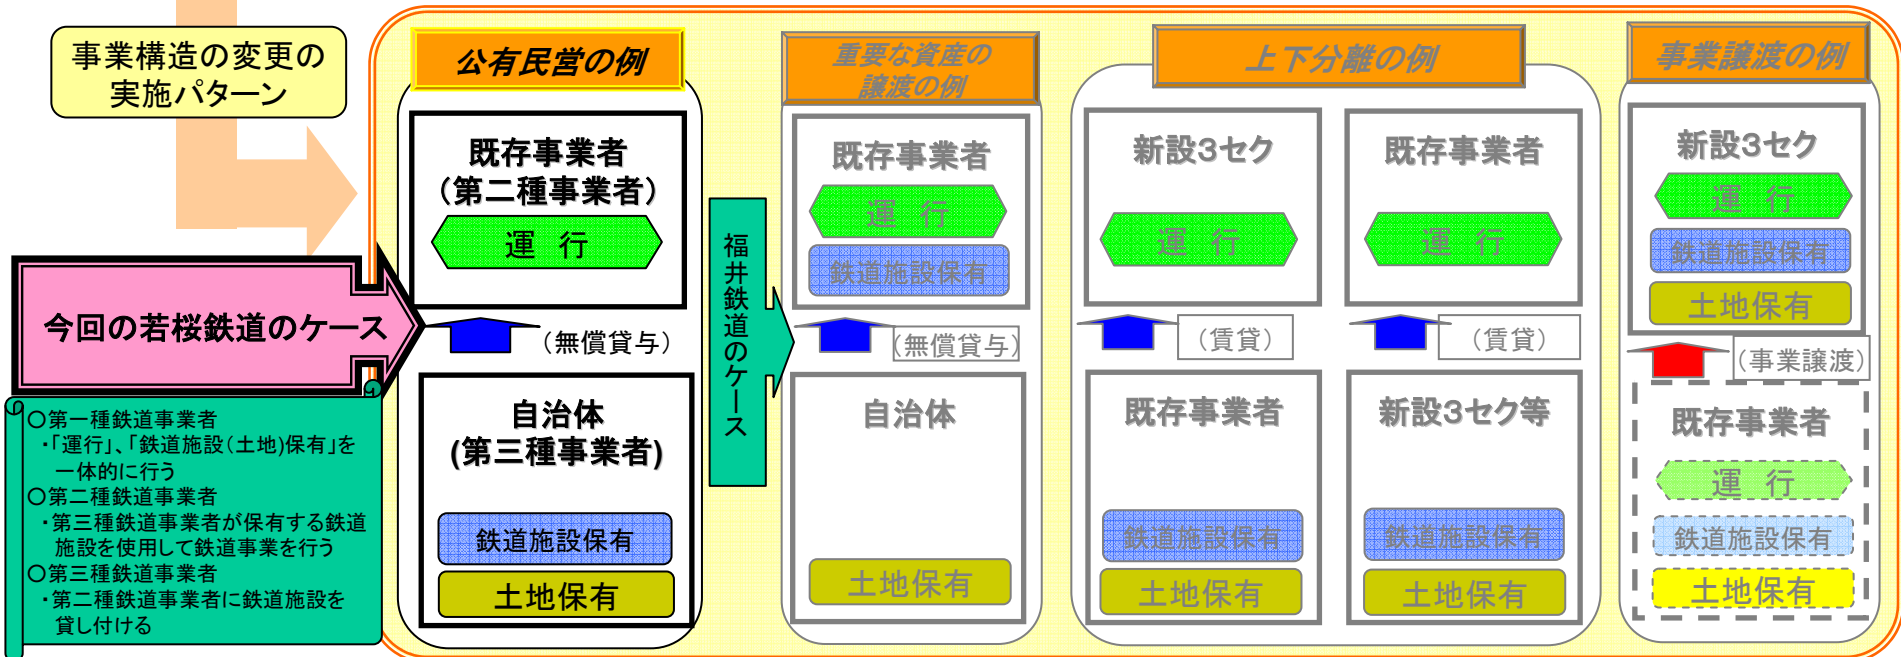 事業構造の変更の
実施パターン
今回の若桜鉄道のケース
○第一種鉄道事業者
・「運行」、「鉄道施設(土地)保有」を
一体的に行う
○第二種鉄道事業者
・第三種鉄道事業者が保有する鉄道
施設を使用して鉄道事業を行う
○第三種鉄道事業者
・第二種鉄道事業者に鉄道施設を
貸し付ける
公有民営の例
既存事業者
(第二種事業者)
運 行
(無償貸与)
自治体
(第三種事業者)
鉄道施設保有
土地保有
福井鉄道のケース
重要な資産の
譲渡の例
既存事業者
運 行
鉄道施設保有
(無償貸与)
自治体
土地保有
上下分離の例
新設3セク
運 行
(賃貸)
既存事業者
鉄道施設保有
土地保有
既存事業者
運 行
(賃貸)
新設3セク等
鉄道施設保有
土地保有
事業譲渡の例
新設3セク
運 行
鉄道施設保有
土地保有
(事業譲渡)
既存事業者
運 行
鉄道施設保有
土地保有